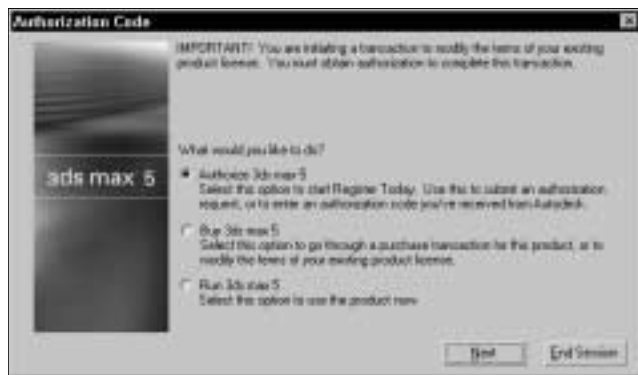 Authorization Code
IMPORTANT! You are initiating a transaction to modify the terms of your existing
product license. You must obtain authorization to complete this transaction.
What would you like to do?
3ds max 5
Authorize 3ds max 5
Select this option to start Register Today. Use this to submit an authorization
request, or to enter an authorization code you've received from Autodesk.
Buy 3ds max 5
Select this option to go through a purchase transaction for this product, or to
modify the terms of your existing product license.
Run 3ds max 5
Select this option to use the product now
Next
End Session